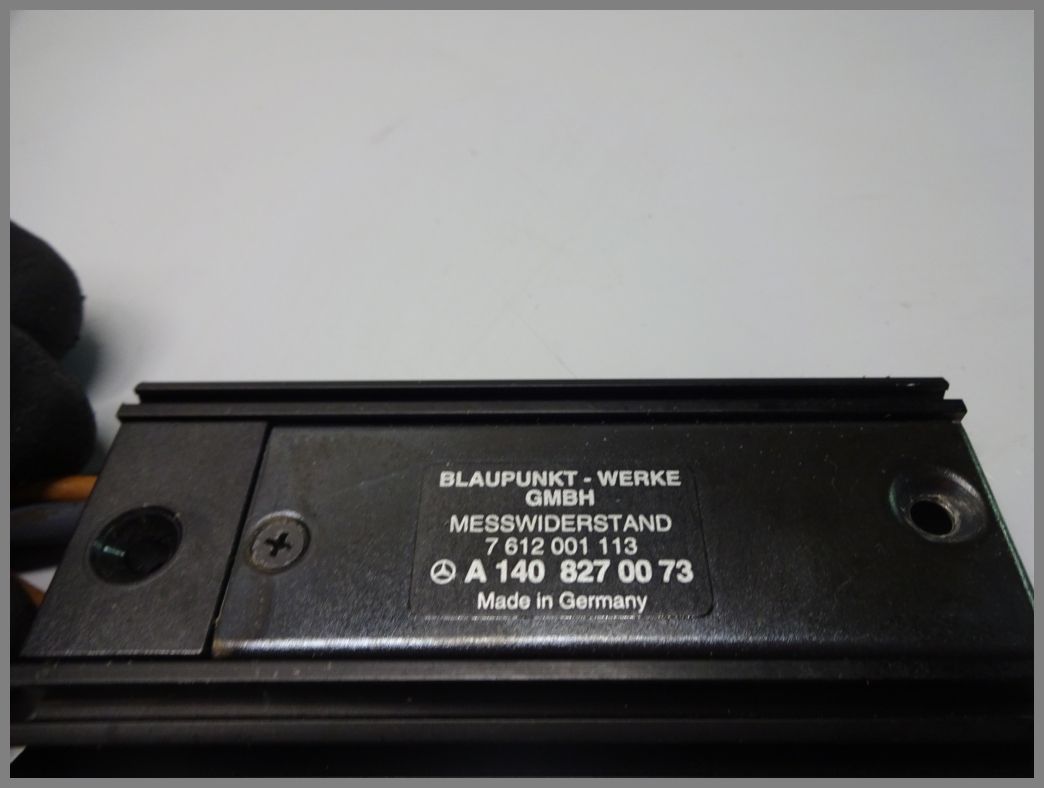 BLAUPUNKT - WERKE
GMBH
MESSWIDERSTAND
7 612 001 113
A 140 827 00 73
Made in Germany